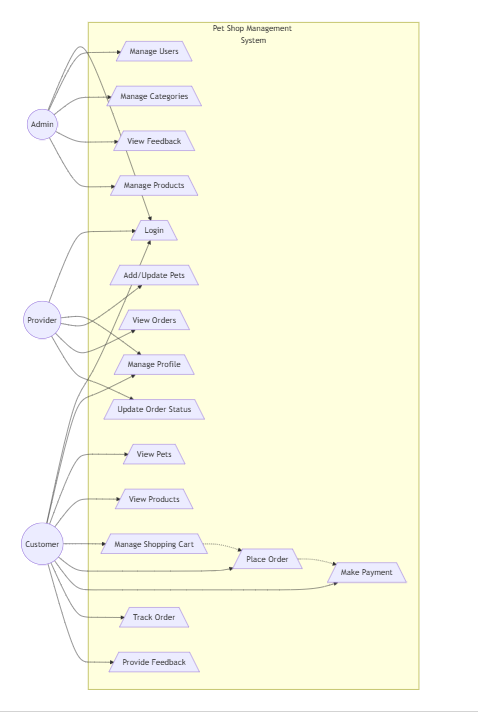 Pet Shop Management
System
Manage Users
Manage Categories
Admin
View Feedback
Manage Products
Login
Add/Update Pets
Provider
View Orders
Manage Profile
Update Order Status
View Pets
View Products
Customer
Manage Shopping Cart
Place Order
Make Payment
Track Order
Provide Feedback